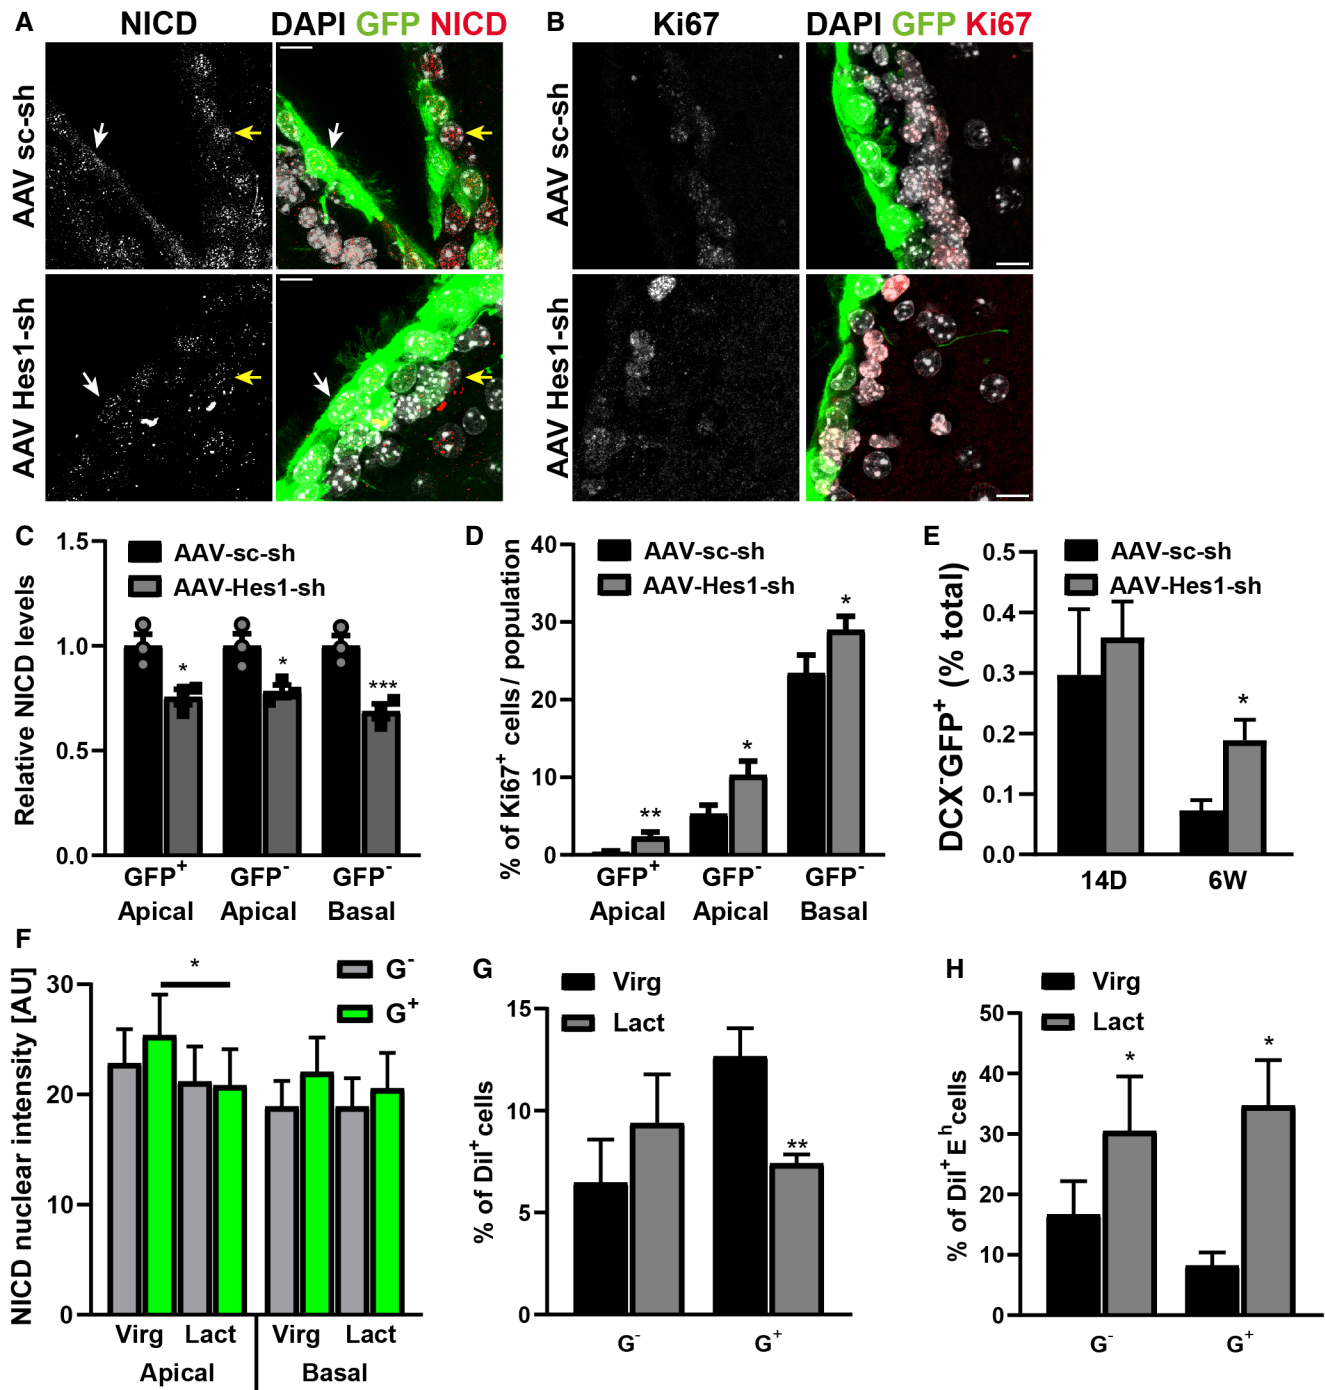 A
NICD
DAPI GFP NICD
B
Ki67
DAPI GFP Ki67
AAV sc-sh
AAV Hes1-sh
AAV sc-sh
AAV Hes1-sh
C
Relative NICD levels
1.5
1.0
0.5
0.0
AAV-sc-sh
AAV-Hes1-sh
*
*
***
GFP+
Apical
GFP-
Apical
GFP-
Basal
D
% of Ki67+ cells / population
40
30
20
10
0
AAV-sc-sh
AAV-Hes1-sh
**
*
*
GFP+
Apical
GFP-
Apical
GFP-
Basal
E
DCX-GFP+ (% total)
0.5
0.4
0.3
0.2
0.1
0.0
AAV-sc-sh
AAV-Hes1-sh
*
14D
6W
F
NICD nuclear intensity [AU]
30
20
10
0
*
G-
G+
Virg
Lact
Virg
Lact
Apical
Basal
G
% of Dil+ cells
15
10
5
0
Virg
Lact
**
G-
G+
H
% of Dil+ Eh cells
50
40
30
20
10
0
Virg
Lact
*
*
G-
G+